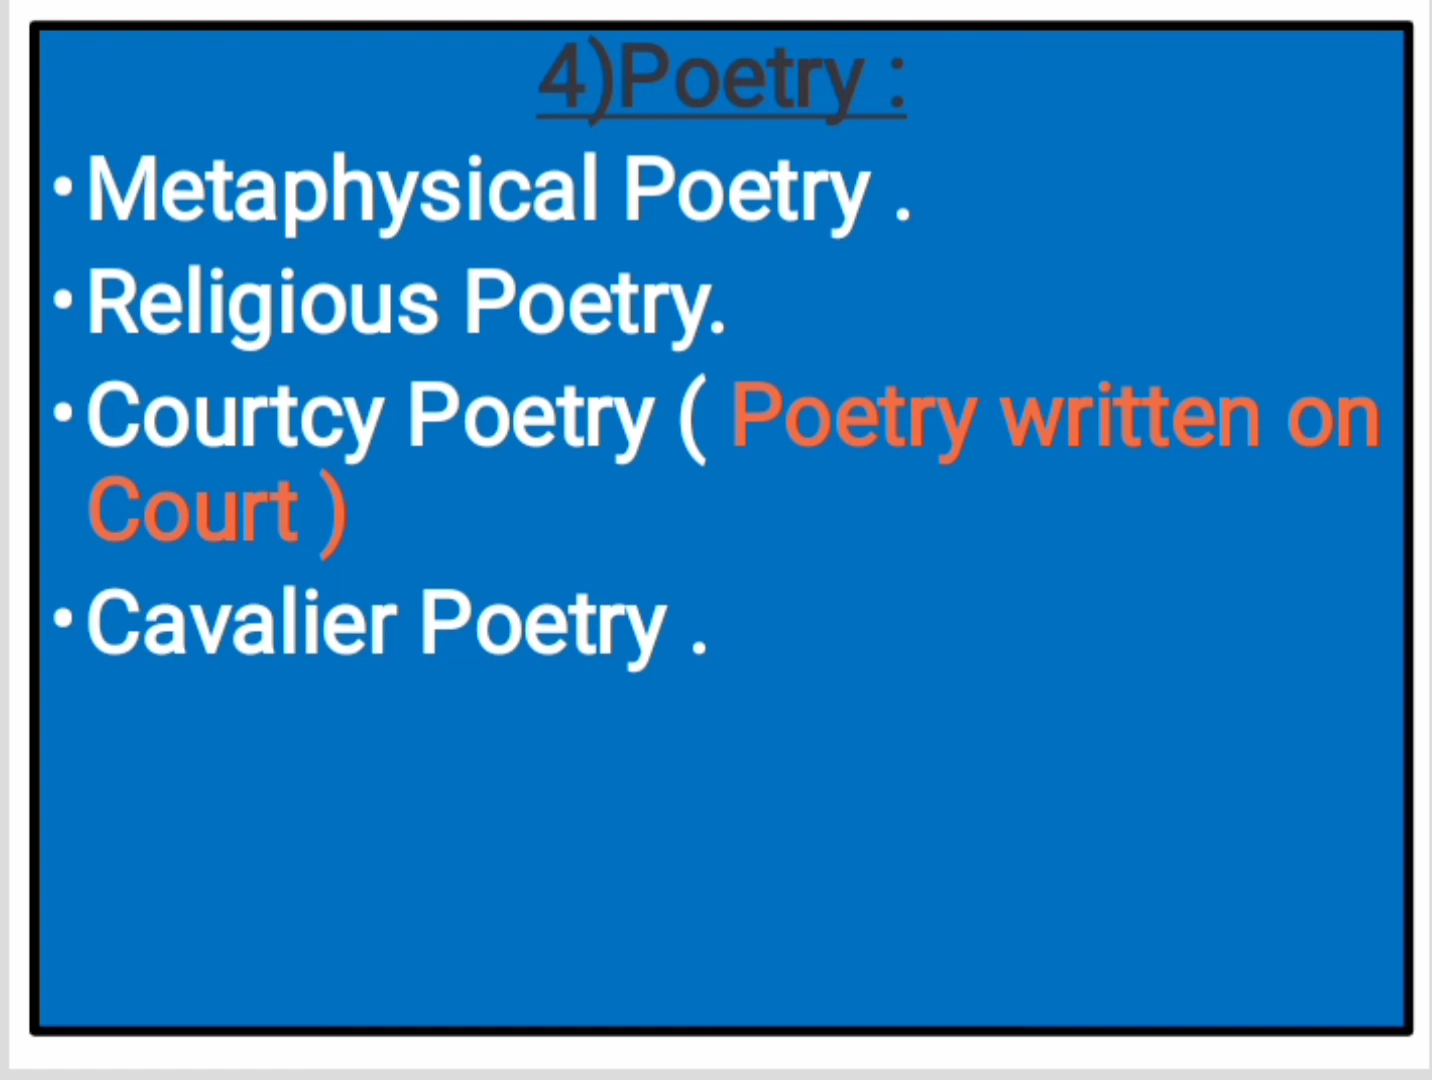 4)Poetry :
•Metaphysical Poetry .
•Religious Poetry.
•Courtcy Poetry ( Poetry written on
Court )
•Cavalier Poetry .